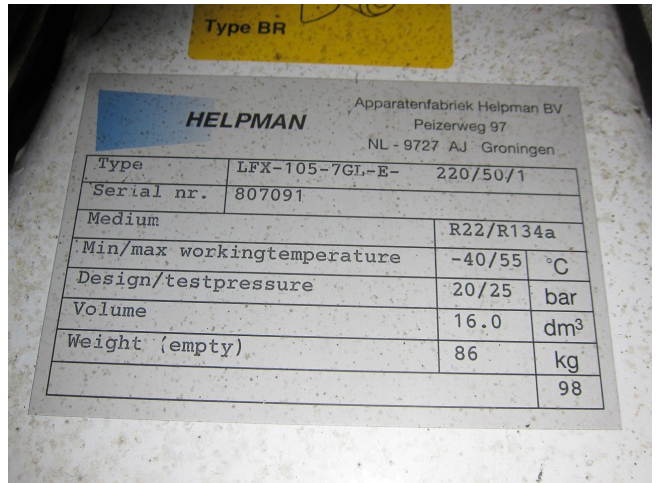 Type BR
HELPMAN
Apparatenfabriek Helpman BV
Peizerweg 97
NL - 9727 AJ Groningen
Type LFX-105-7GL-E- 220/50/1
Serial nr. 807091
Medium R22/R134a
Min/max workingtemperature -40/55 °C
Design/testpressure 20/25 bar
Volume 16.0 dm³
Weight (empty) 86 kg
98